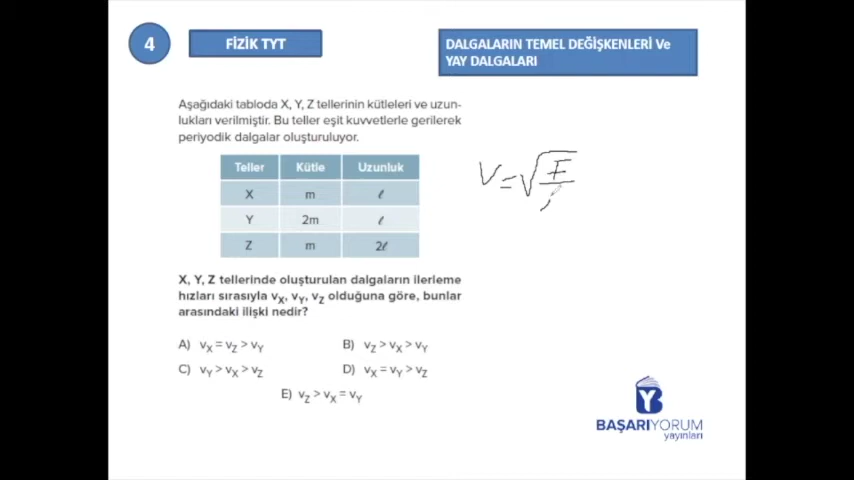 4
FİZİK TYT
DALGALARIN TEMEL DEĞİŞKENLERİ Ve
YAY DALGALARI
Aşağıdaki tabloda X, Y, Z tellerinin kütleleri ve uzun-
lukları verilmiştir. Bu teller eşit kuvvetlerle gerilerek
periyodik dalgalar oluşturuluyor.
Teller Kütle Uzunluk
X m ℓ
Y 2m ℓ
Z m 2ℓ
V=√F
X, Y, Z tellerinde oluşturulan dalgaların ilerleme
hızları sırasıyla vX, vY, vZ olduğuna göre, bunlar
arasındaki ilişki nedir?
A) vX = vZ > vY B) vZ > vX > vY
C) vY > vX > vZ D) vX = vY > vZ
E) vZ > vX = vY
BAŞARIYORUM
yayınları